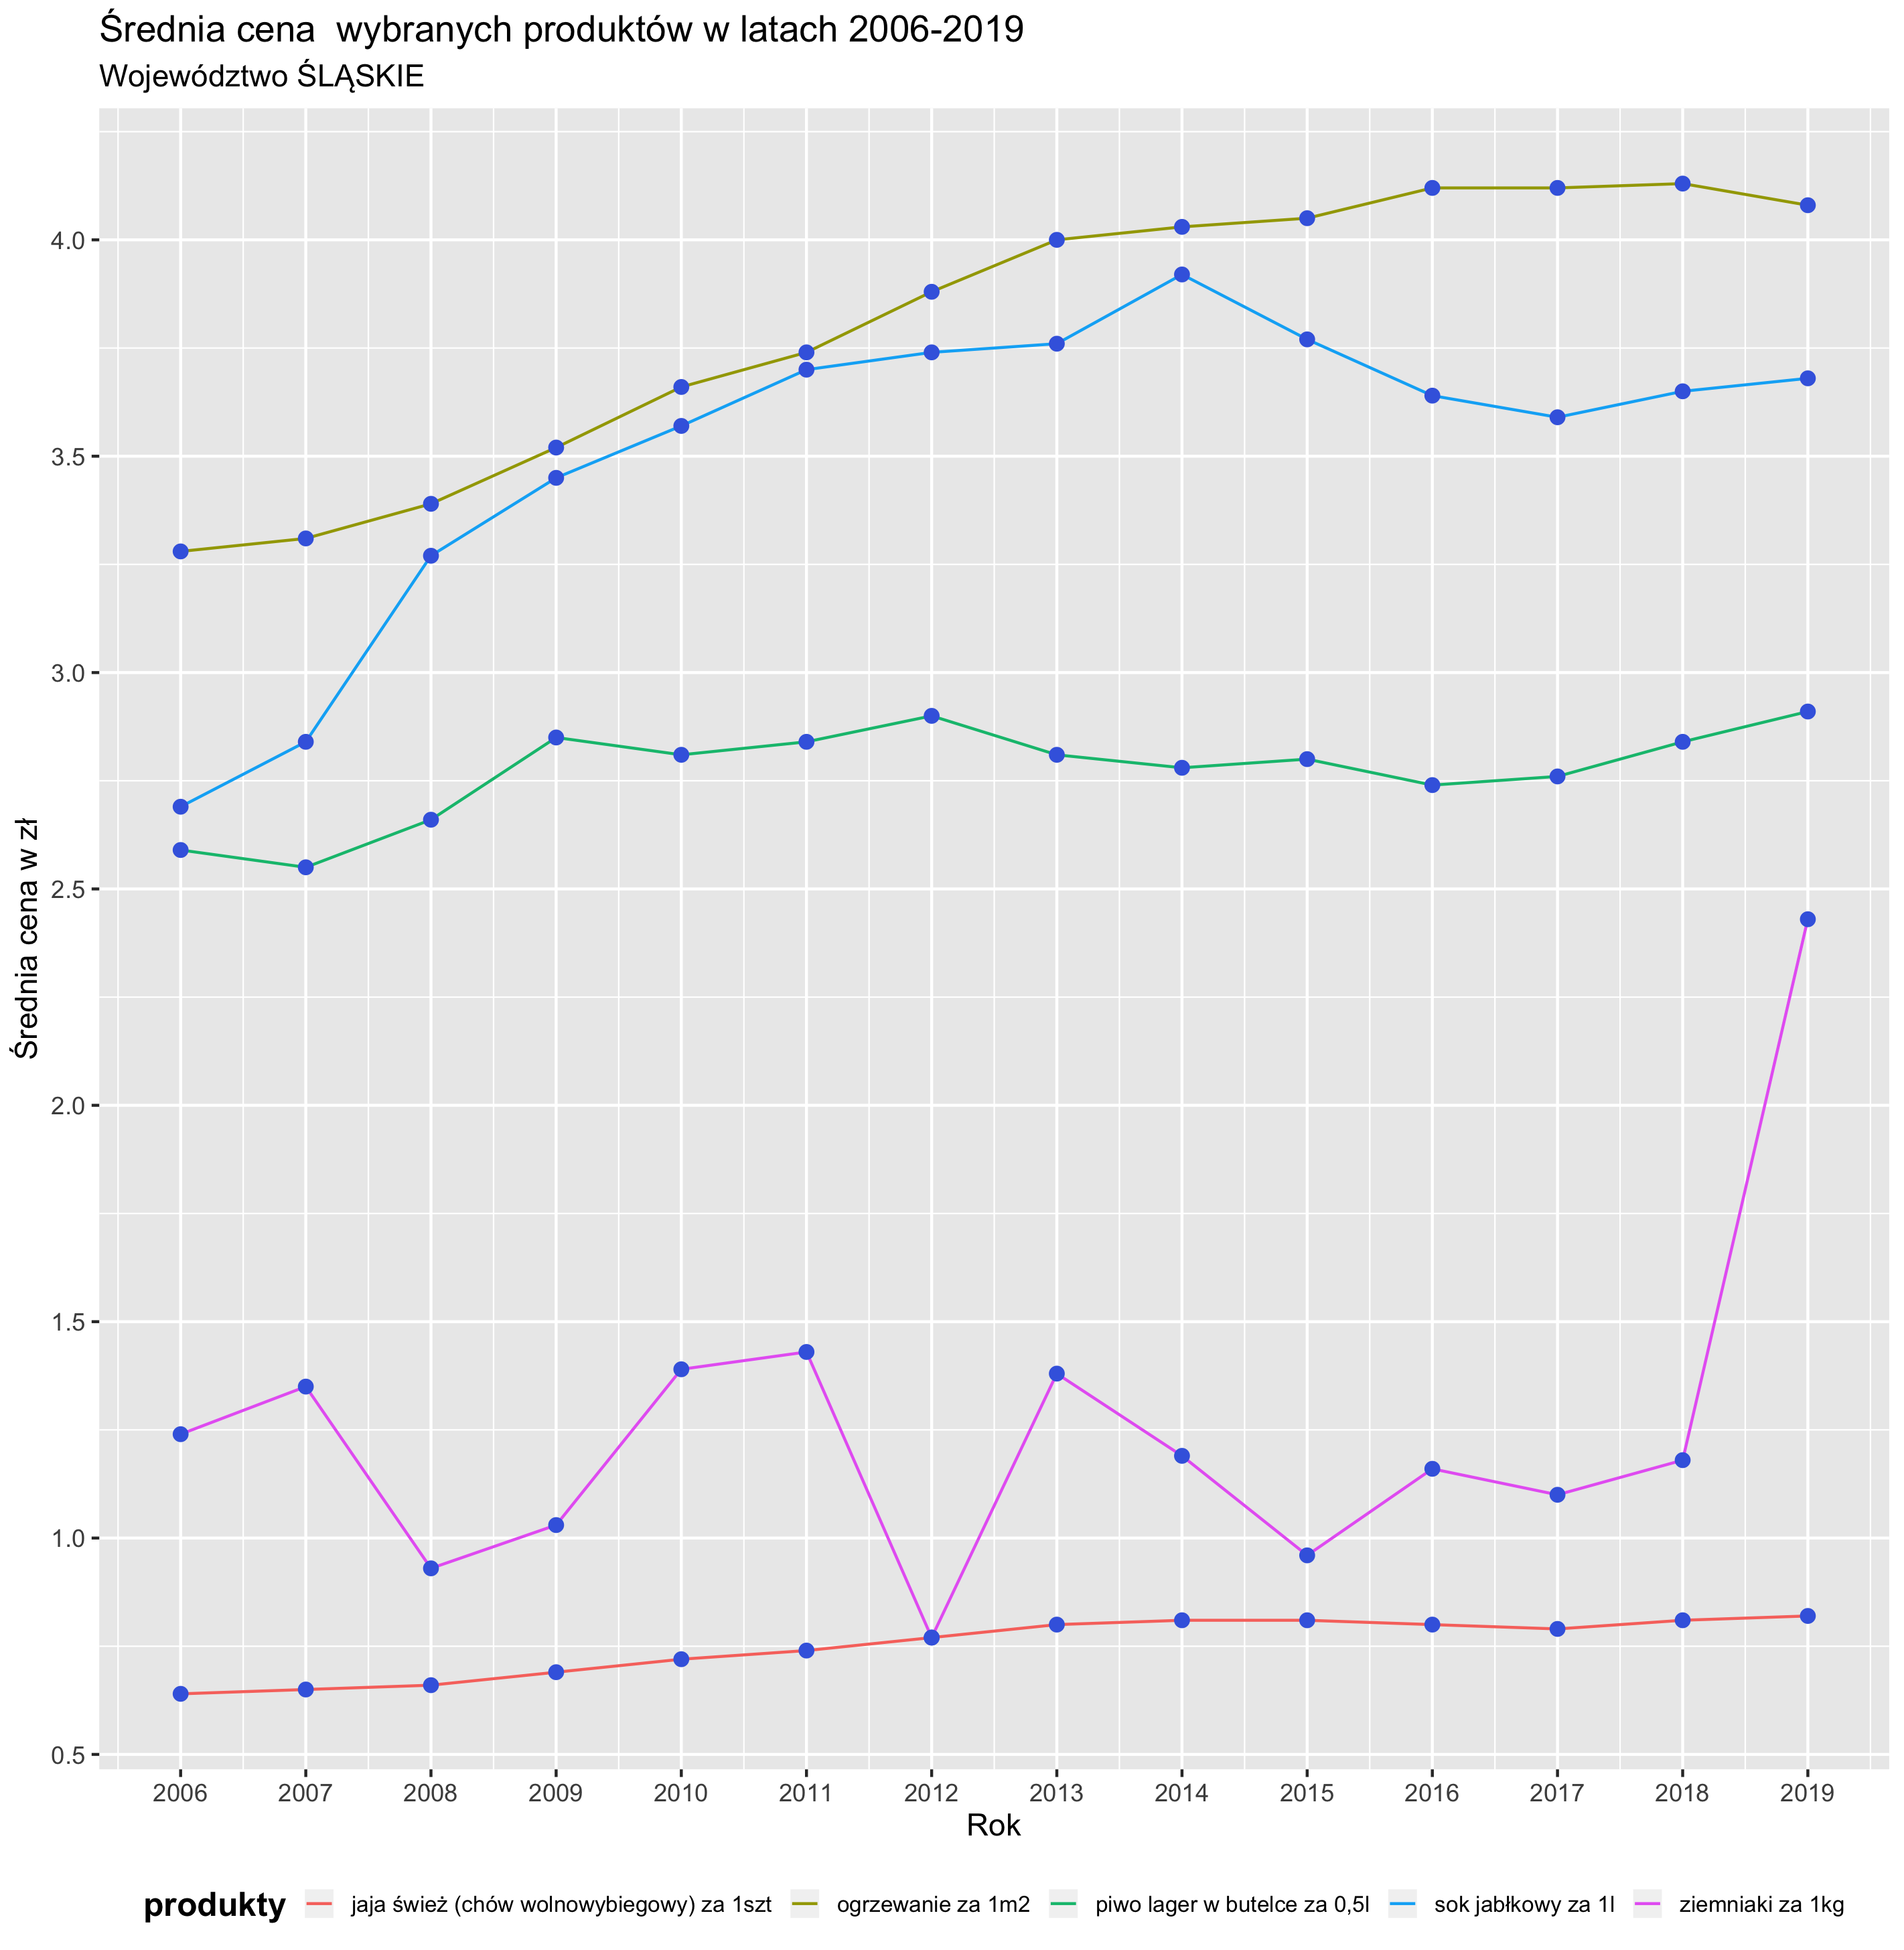 Średnia cena  wybranych produktów w latach 2006-2019
Województwo ŚLĄSKIE
Średnia cena w zł
4.0
3.5
3.0
2.5
2.0
1.5
1.0
0.5
2006 2007 2008 2009 2010 2011 2012 2013 2014 2015 2016 2017 2018 2019
Rok
produkty jaja śwież (chów wolnowybiegowy) za 1szt ogrzewanie za 1m2 piwo lager w butelce za 0,5l sok jabłkowy za 1l ziemniaki za 1kg